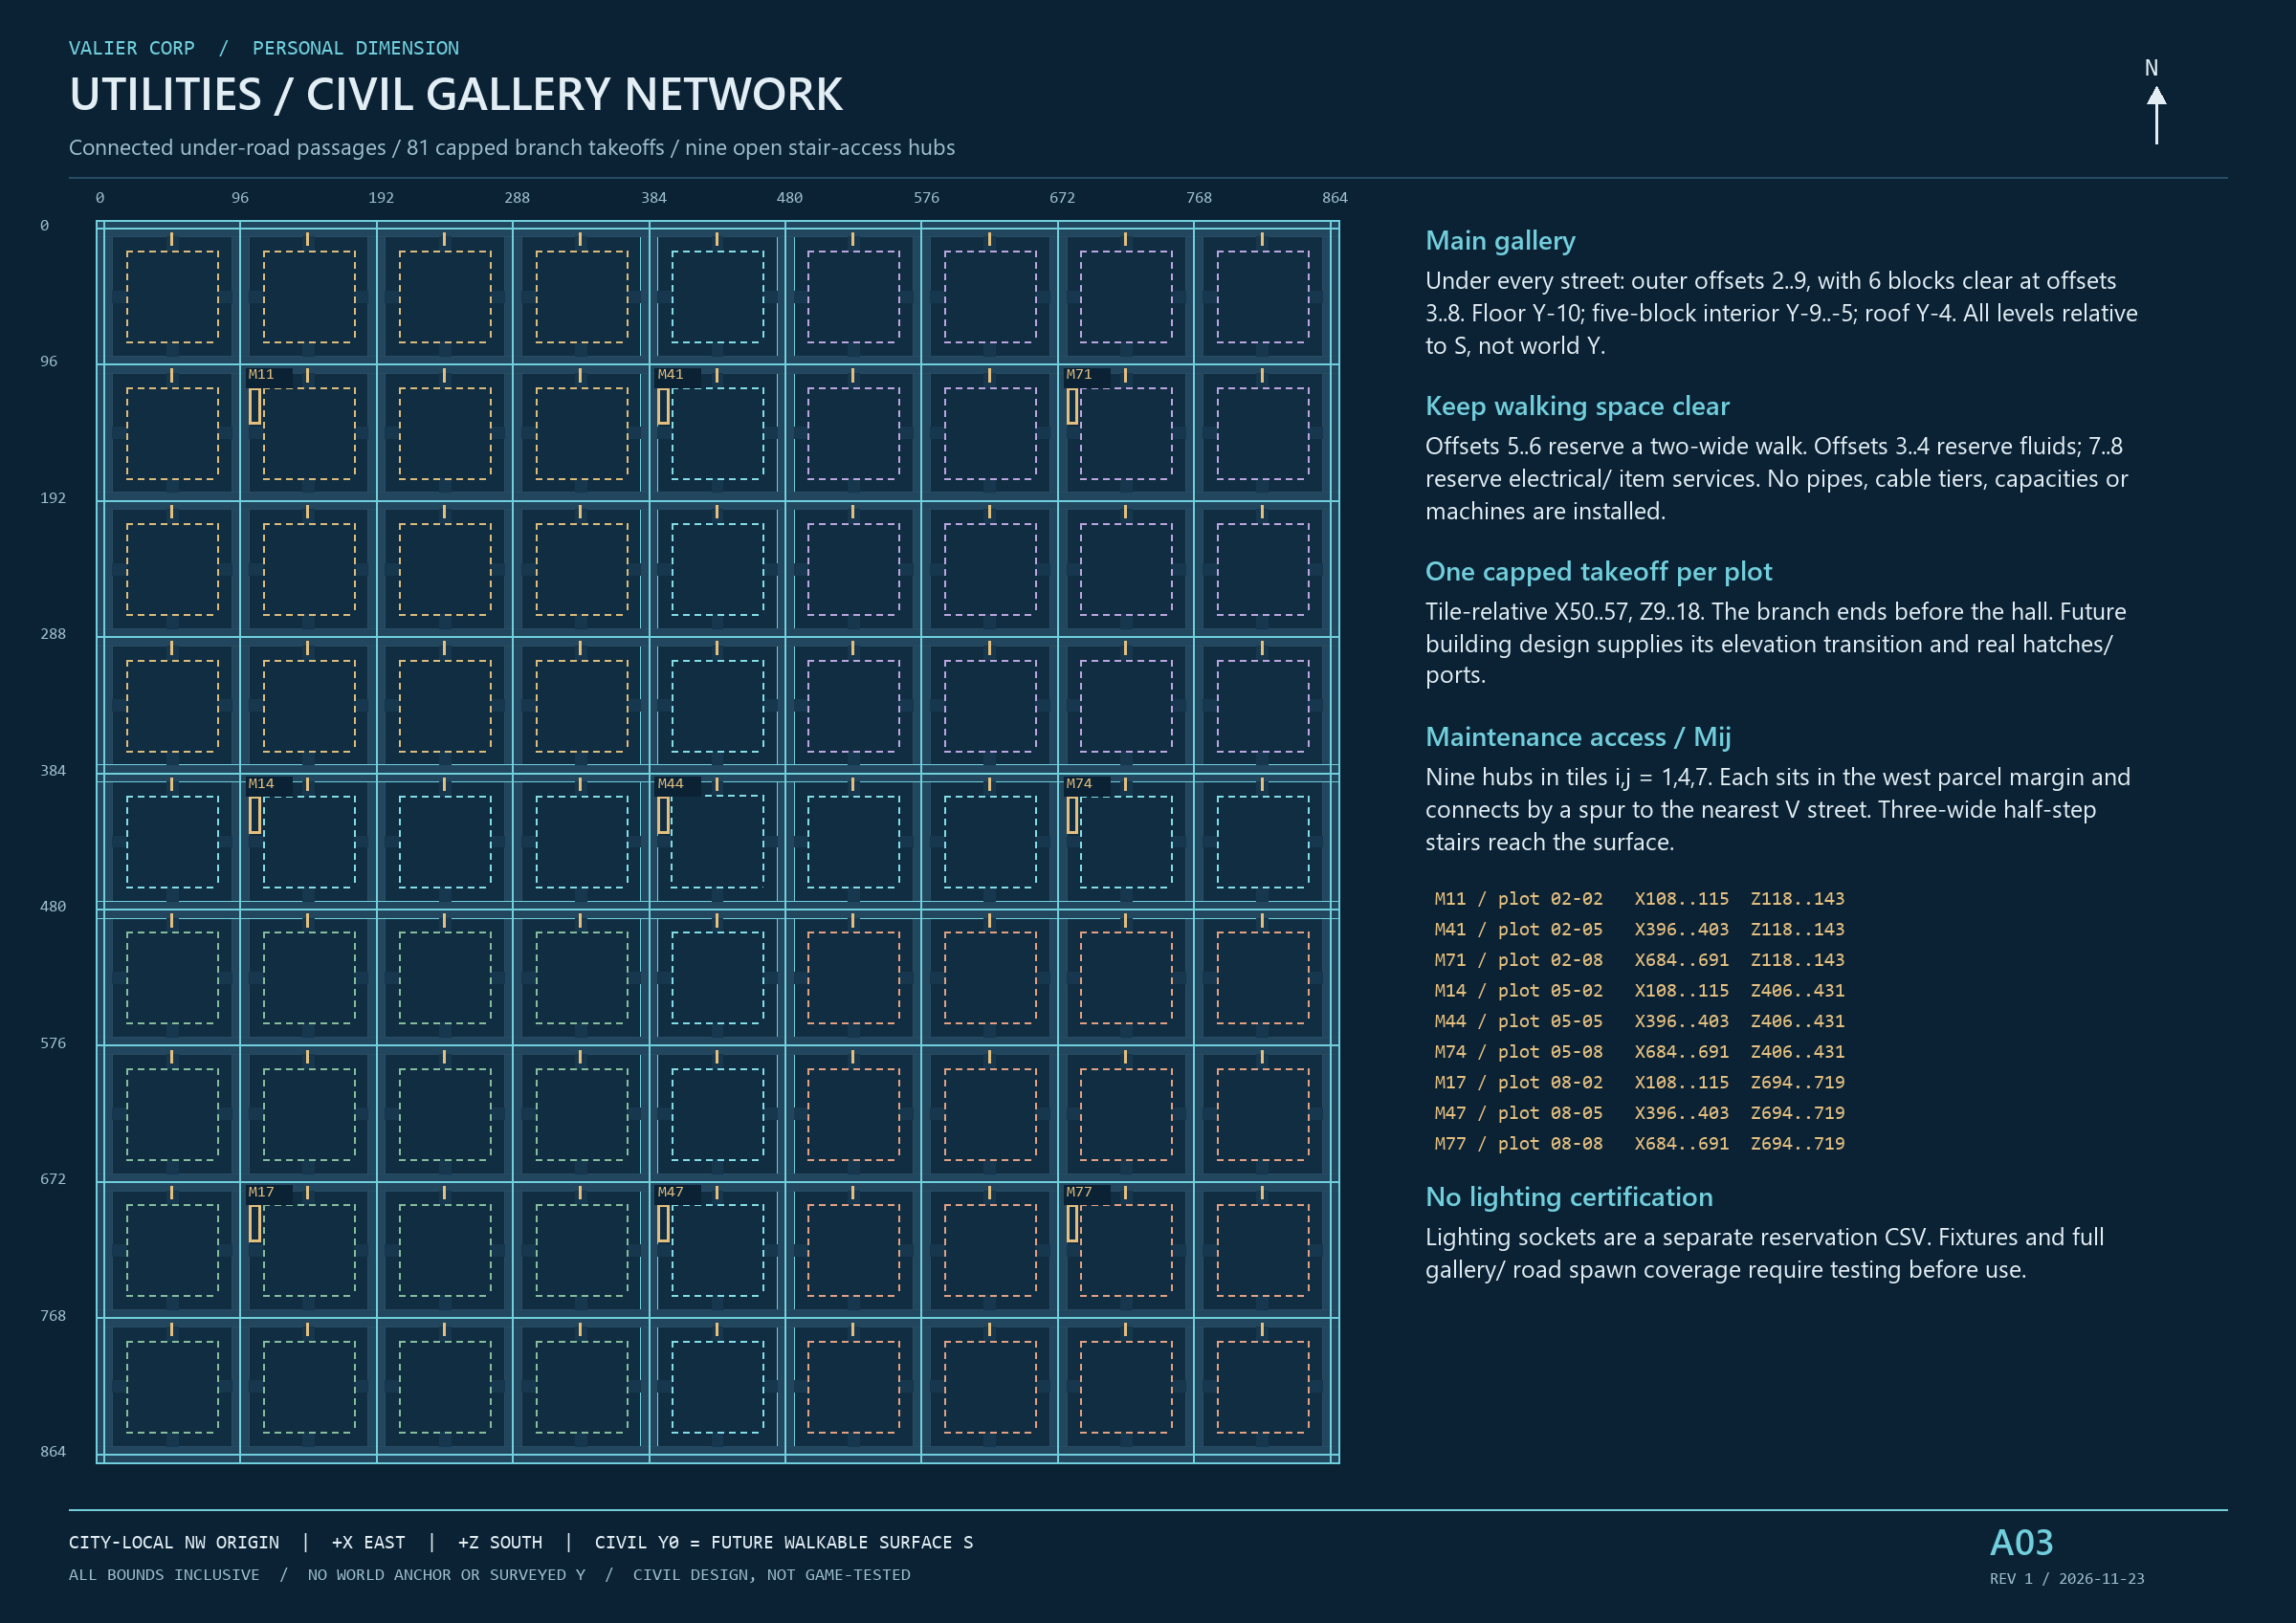 VALIER CORP / PERSONAL DIMENSION
UTILITIES / CIVIL GALLERY NETWORK
Connected under-road passages / 81 capped branch takeoffs / nine open stair-access hubs
N
0 96 192 288 384 480 576 672 768 864
0
96
M11 M41 M71
192
288
384
M14 M44 M74
480
576
672
M17 M47 M77
768
864
Main gallery
Under every street: outer offsets 2..9, with 6 blocks clear at offsets
3..8. Floor Y-10; five-block interior Y-9..-5; roof Y-4. All levels relative
to S, not world Y.
Keep walking space clear
Offsets 5..6 reserve a two-wide walk. Offsets 3..4 reserve fluids; 7..8
reserve electrical/ item services. No pipes, cable tiers, capacities or
machines are installed.
One capped takeoff per plot
Tile-relative X50..57, Z9..18. The branch ends before the hall. Future
building design supplies its elevation transition and real hatches/
ports.
Maintenance access / Mij
Nine hubs in tiles i,j = 1,4,7. Each sits in the west parcel margin and
connects by a spur to the nearest V street. Three-wide half-step
stairs reach the surface.
M11 / plot 02-02 X108..115 Z118..143
M41 / plot 02-05 X396..403 Z118..143
M71 / plot 02-08 X684..691 Z118..143
M14 / plot 05-02 X108..115 Z406..431
M44 / plot 05-05 X396..403 Z406..431
M74 / plot 05-08 X684..691 Z406..431
M17 / plot 08-02 X108..115 Z694..719
M47 / plot 08-05 X396..403 Z694..719
M77 / plot 08-08 X684..691 Z694..719
No lighting certification
Lighting sockets are a separate reservation CSV. Fixtures and full
gallery/ road spawn coverage require testing before use.
CITY-LOCAL NW ORIGIN | +X EAST | +Z SOUTH | CIVIL Y0 = FUTURE WALKABLE SURFACE S
ALL BOUNDS INCLUSIVE / NO WORLD ANCHOR OR SURVEYED Y / CIVIL DESIGN, NOT GAME-TESTED
A03
REV 1 / 2026-11-23